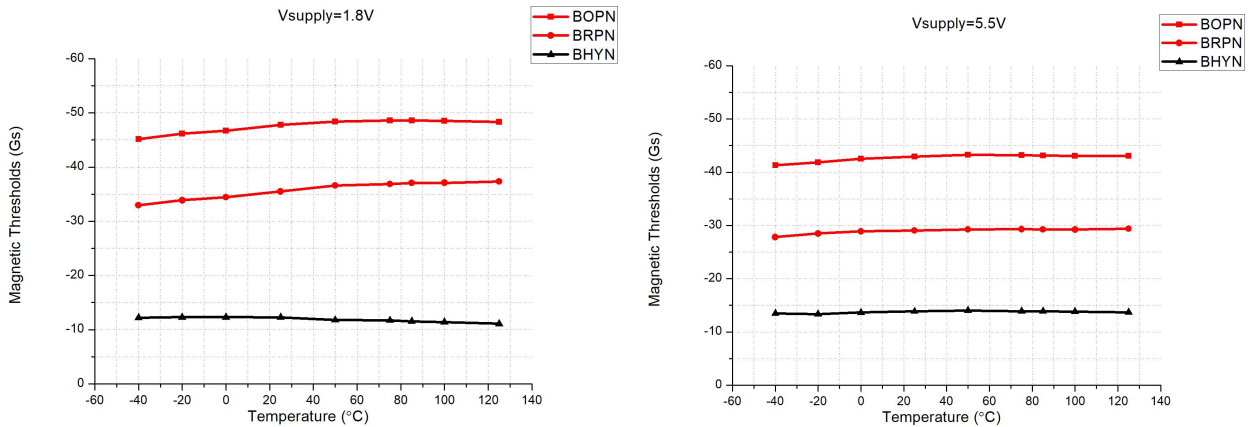 Vsupply=1.8V
BOPN
BRPN
BHYN
-60
-50
-40
-30
-20
-10
0
Magnetic Thresholds (Gs)
-60 -40 -20 0 20 40 60 80 100 120 140
Temperature (°C)
Vsupply=5.5V
BOPN
BRPN
BHYN
-60
-50
-40
-30
-20
-10
0
Magnetic Thresholds (Gs)
-60 -40 -20 0 20 40 60 80 100 120 140
Temperature (°C)